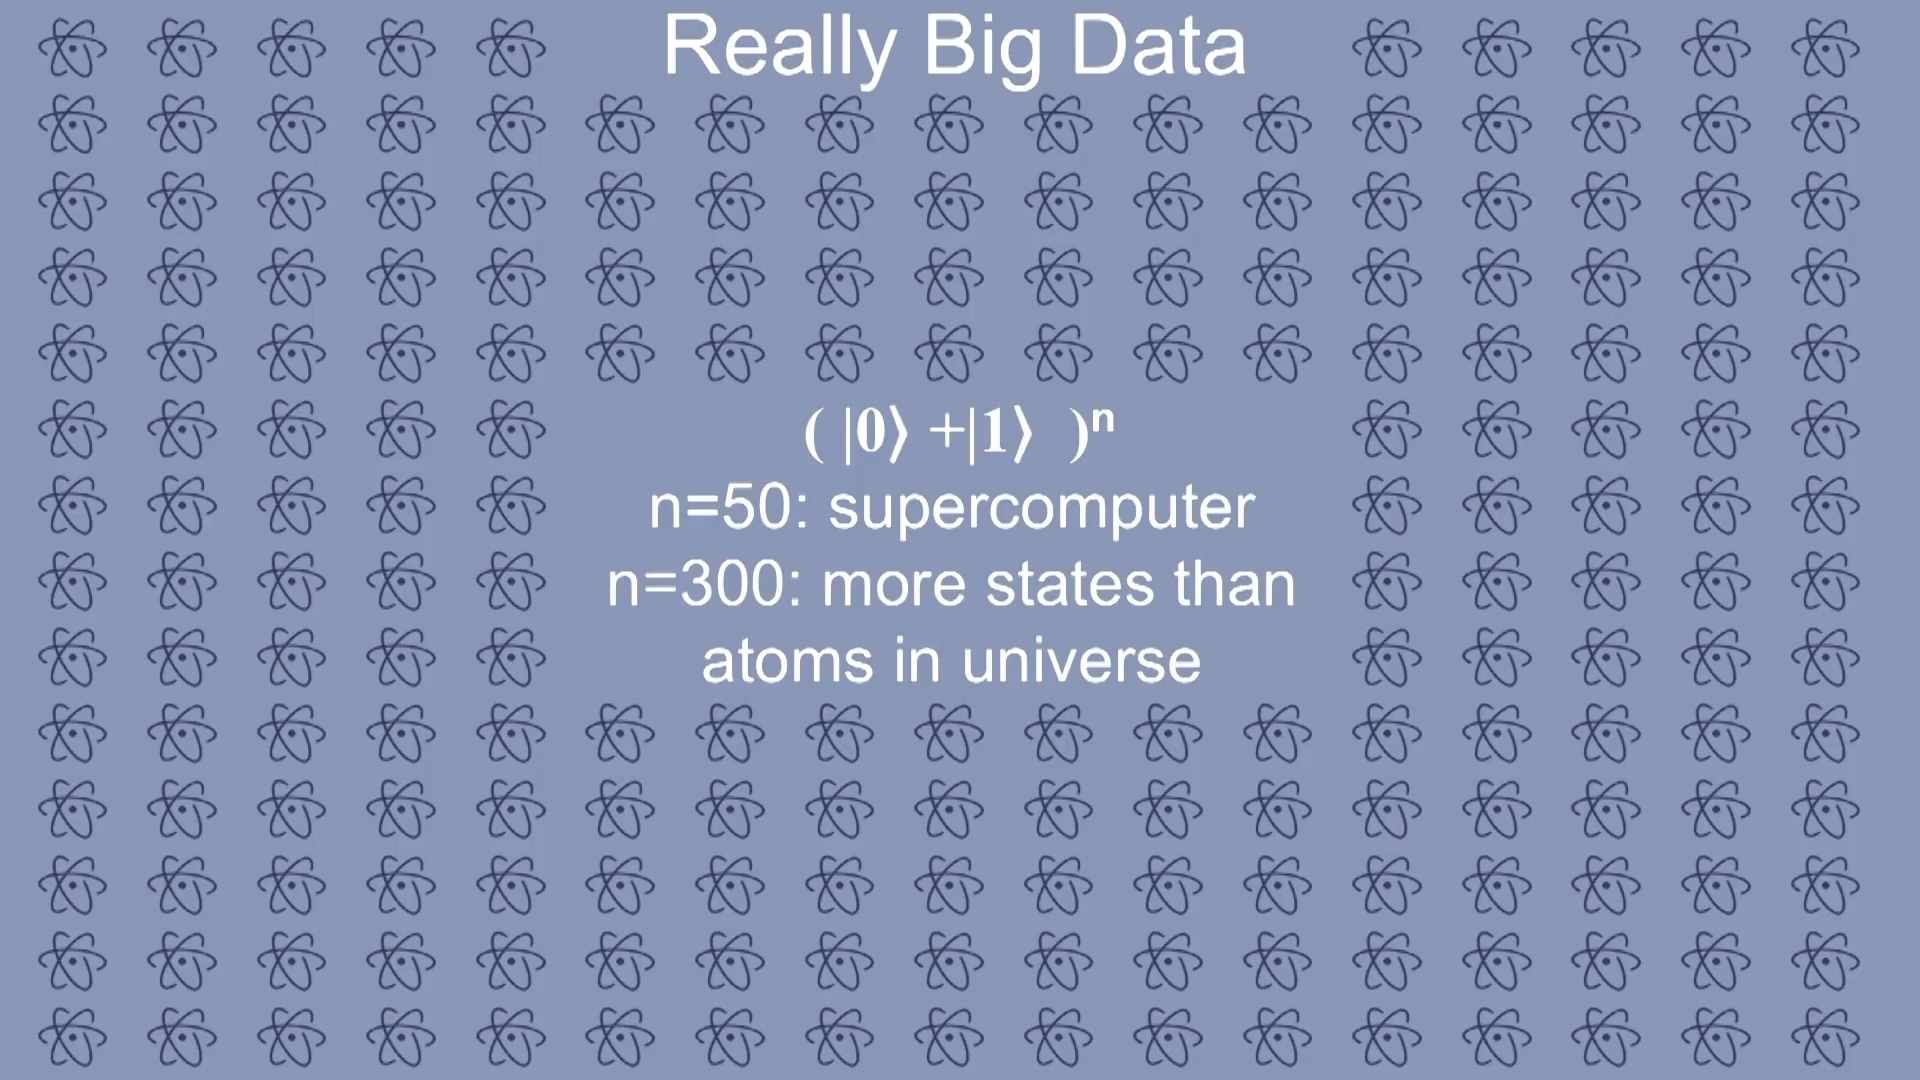 Really Big Data
( |0⟩ +|1⟩ )ⁿ
n=50: supercomputer
n=300: more states than
atoms in universe